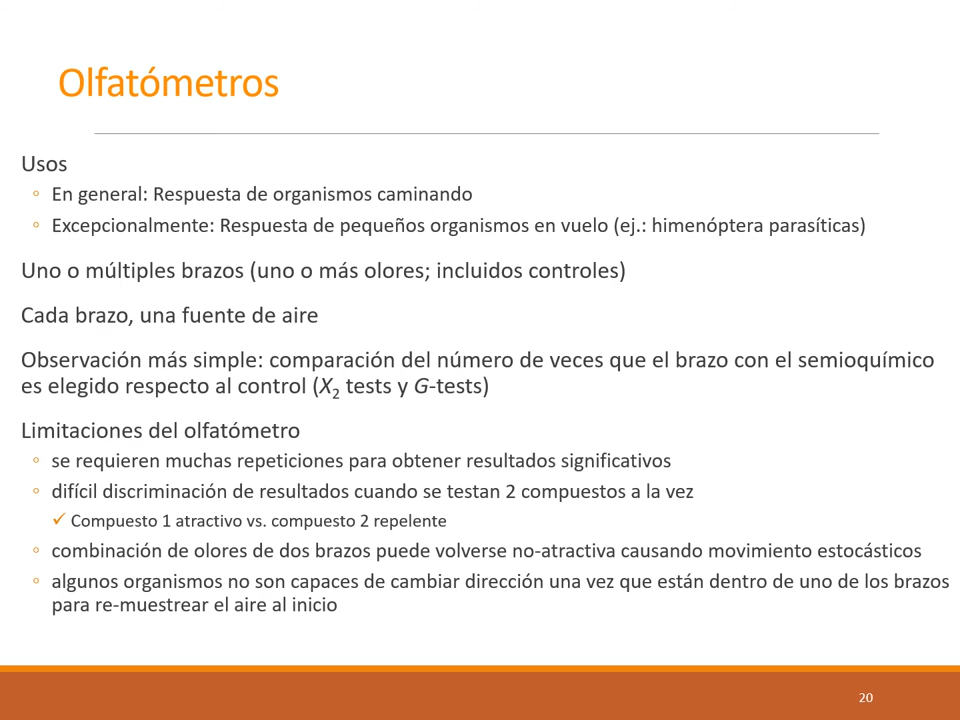 Olfatómetros
Usos
◦ En general: Respuesta de organismos caminando
◦ Excepcionalmente: Respuesta de pequeños organismos en vuelo (ej.: himenóptera parasíticas)
Uno o múltiples brazos (uno o más olores; incluidos controles)
Cada brazo, una fuente de aire
Observación más simple: comparación del número de veces que el brazo con el semioquímico
es elegido respecto al control (X₂ tests y G-tests)
Limitaciones del olfatómetro
◦ se requieren muchas repeticiones para obtener resultados significativos
◦ difícil discriminación de resultados cuando se testan 2 compuestos a la vez
✓ Compuesto 1 atractivo vs. compuesto 2 repelente
◦ combinación de olores de dos brazos puede volverse no-atractiva causando movimiento estocásticos
◦ algunos organismos no son capaces de cambiar dirección una vez que están dentro de uno de los brazos
para re-muestrear el aire al inicio
20